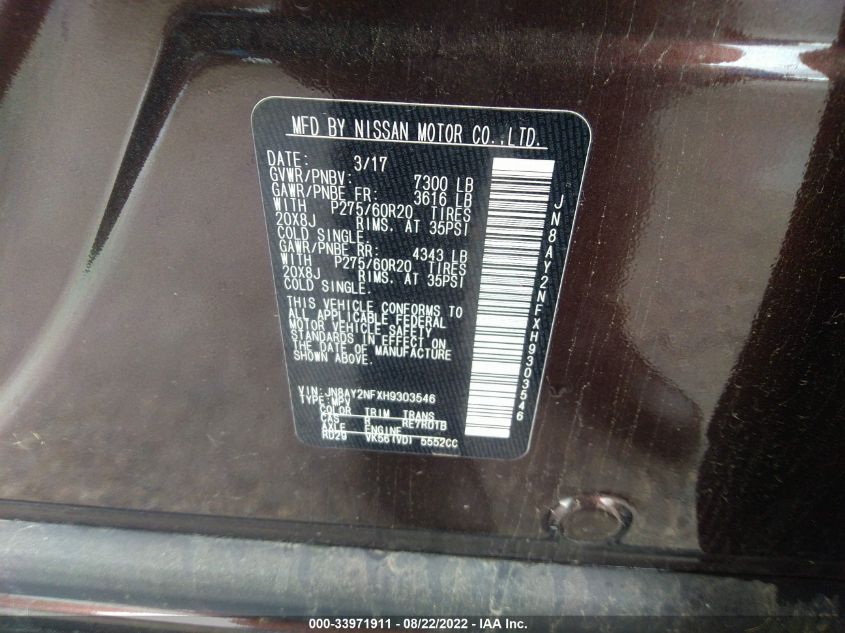 MFD BY NISSAN MOTOR CO.,LTD.
DATE: 3/17
GVWR/PNBV: 7300 LB
GAWR/PNBE FR: 3616 LB
WITH P275/60R20 TIRES
20X8J RIMS. AT 35PSI
COLD SINGLE.
GAWR/PNBE RR: 4343 LB
WITH P275/60R20 TIRES
20X8J RIMS. AT 35PSI
COLD SINGLE.
THIS VEHICLE CONFORMS TO
ALL APPLICABLE FEDERAL
MOTOR VEHICLE SAFETY
STANDARDS IN EFFECT ON
THE DATE OF MANUFACTURE
SHOWN ABOVE.
VIN: JN8AY2NFXH9303546
TYPE: MPV
COLOR TRIM TRANS
CAS R RE7R01B
AXLE ENGINE
RD29 VK56(VD) 5552CC
JN8AY2NFXH9303546
000-33971911 - 08/22/2022 - IAA Inc.